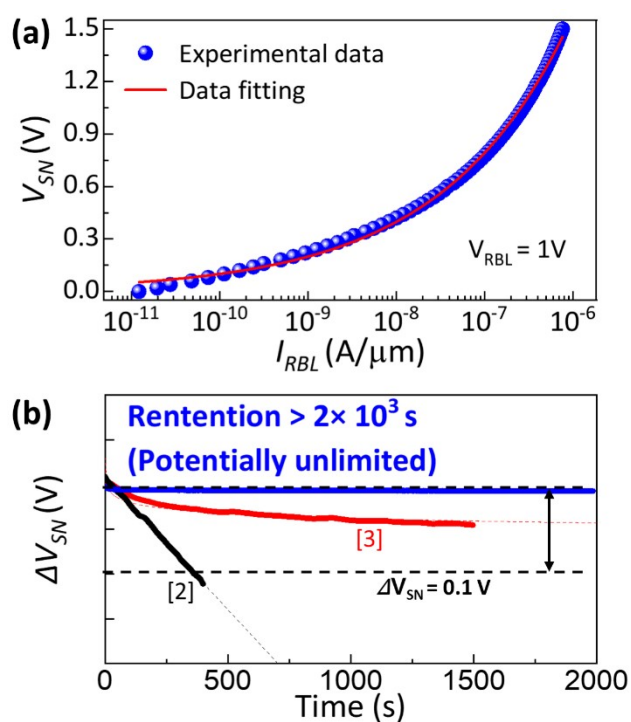 (a)
1.5
1.2
0.9
0.6
0.3
0.0
V_SN (V)
Experimental data
Data fitting
V_RBL = 1V
10^-11 10^-10 10^-9 10^-8 10^-7 10^-6
I_RBL (A/μm)
(b)
Rentention > 2× 10^3 s
(Potentially unlimited)
ΔV_SN (V)
[3]
[2]
ΔV_SN = 0.1 V
0 500 1000 1500 2000
Time (s)